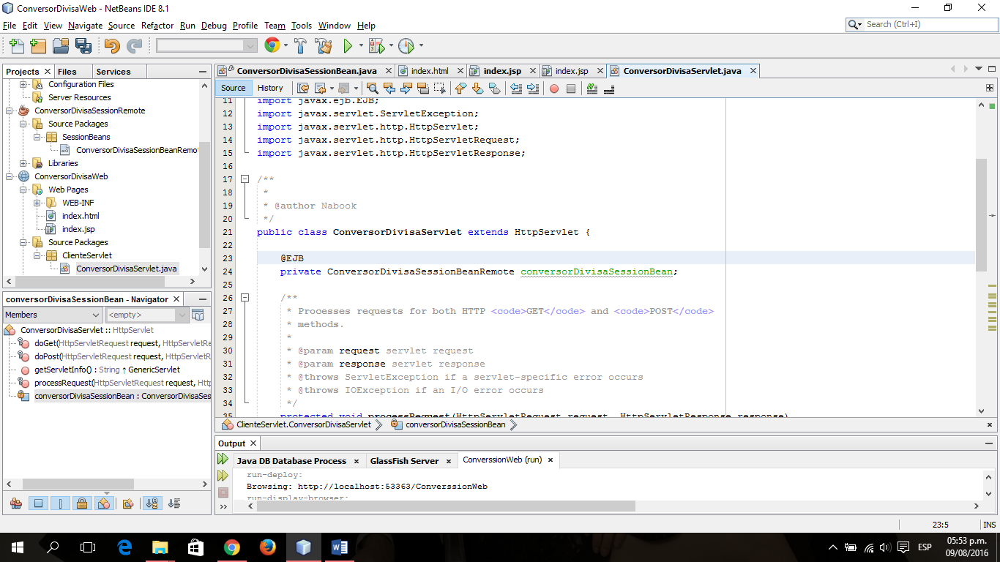 ConversorDivisaWeb - NetBeans IDE 8.1
File Edit View Navigate Source Refactor Run Debug Profile Team Tools Window Help
Search (Ctrl+I)
Projects Files Services
Configuration Files
Server Resources
ConversorDivisaSessionRemote
Source Packages
SessionBeans
ConversorDivisaSessionBeanRemo
Libraries
ConversorDivisaWeb
Web Pages
WEB-INF
index.html
index.jsp
Source Packages
ClienteServlet
ConversorDivisaServlet.java
conversorDivisaSessionBean - Navigator
Members <empty>
ConversorDivisaServlet :: HttpServlet
doGet(HttpServletRequest request, HttpServletRe
doPost(HttpServletRequest request, HttpServletR
getServletInfo() : String ↑ GenericServlet
processRequest(HttpServletRequest request, Http
conversorDivisaSessionBean : ConversorDivisaSes
ConversorDivisaSessionBean.java index.html index.jsp index.jsp ConversorDivisaServlet.java
Source History
11 import javax.ejb.EJB;
12 import javax.servlet.ServletException;
13 import javax.servlet.http.HttpServlet;
14 import javax.servlet.http.HttpServletRequest;
15 import javax.servlet.http.HttpServletResponse;
16
17 /**
18 *
19 * @author Nabook
20 */
21 public class ConversorDivisaServlet extends HttpServlet {
22
23 @EJB
24 private ConversorDivisaSessionBeanRemote conversorDivisaSessionBean;
25
26 /**
27 * Processes requests for both HTTP <code>GET</code> and <code>POST</code>
28 * methods.
29 *
30 * @param request servlet request
31 * @param response servlet response
32 * @throws ServletException if a servlet-specific error occurs
33 * @throws IOException if an I/O error occurs
34 */
35 protected void processRequest(HttpServletRequest request, HttpServletResponse response)
ClienteServlet.ConversorDivisaServlet conversorDivisaSessionBean
Output
Java DB Database Process GlassFish Server ConverssionWeb (run)
run-deploy:
Browsing: http://localhost:53363/ConverssionWeb
run-display-browser:
23:5 INS
ESP
05:53 p.m.
09/08/2016